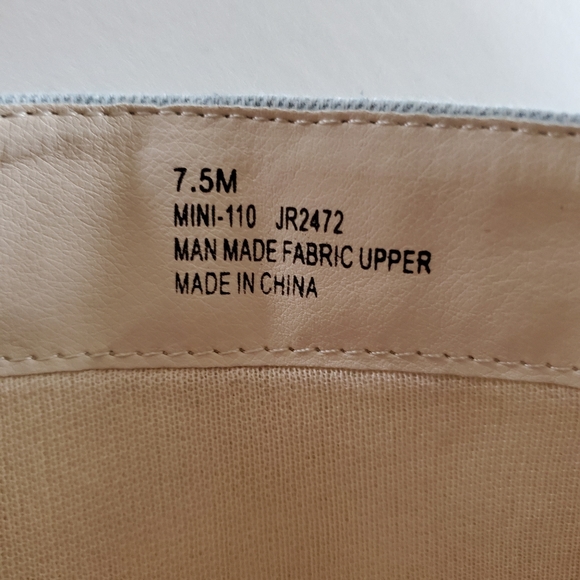 7.5M
MINI-110 JR2472
MAN MADE FABRIC UPPER
MADE IN CHINA